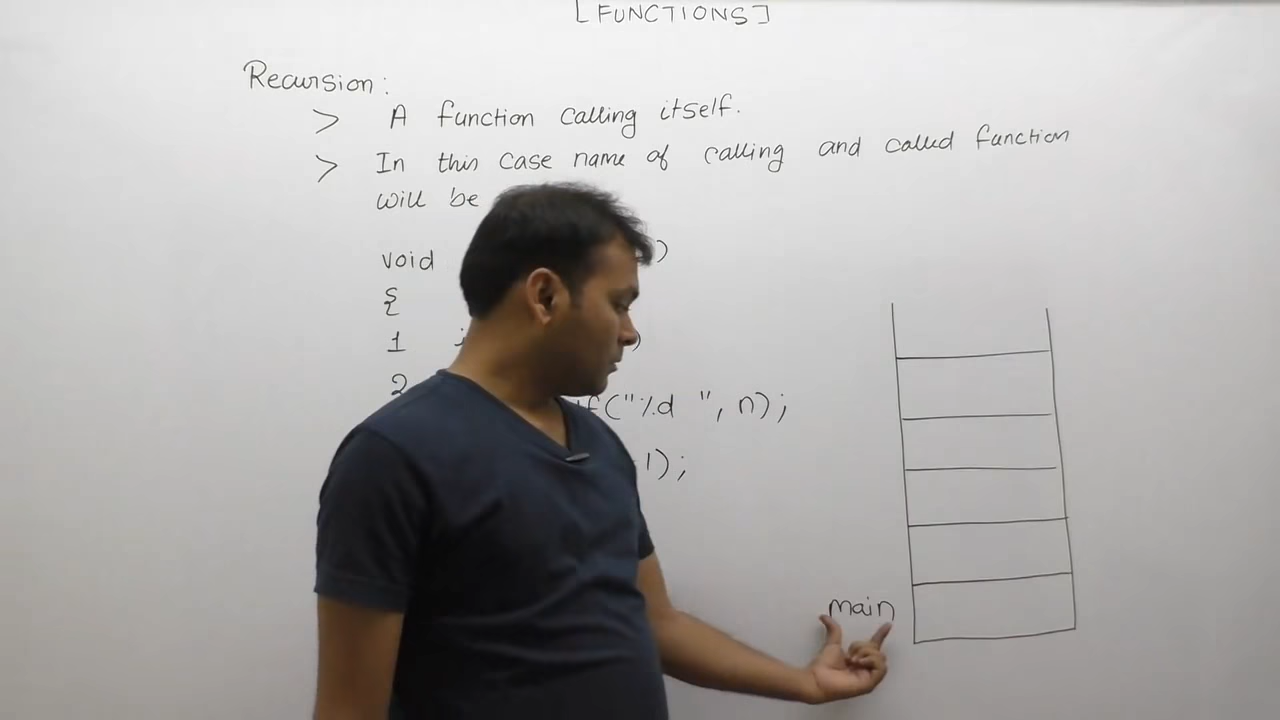 [FUNCTIONS]
Recursion:
> A function calling itself.
> In this case name of calling and called function
will be
void )
{
1 )
2
f("%d ", n);
1);
main